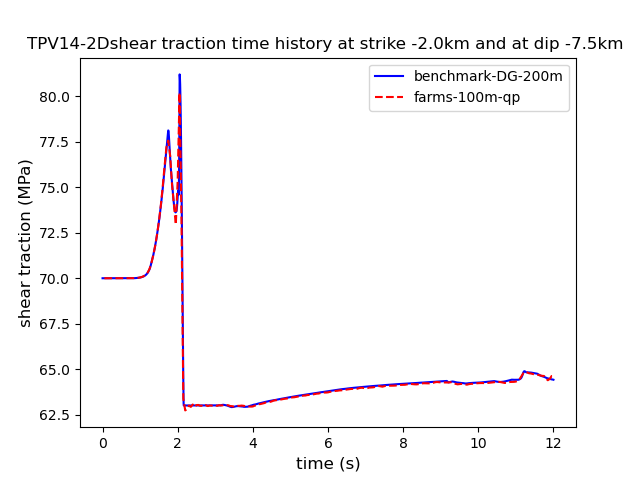 TPV14-2Dshear traction time history at strike -2.0km and at dip -7.5km
benchmark-DG-200m
farms-100m-qp
shear traction (MPa)
80.0
77.5
75.0
72.5
70.0
67.5
65.0
62.5
0 2 4 6 8 10 12
time (s)